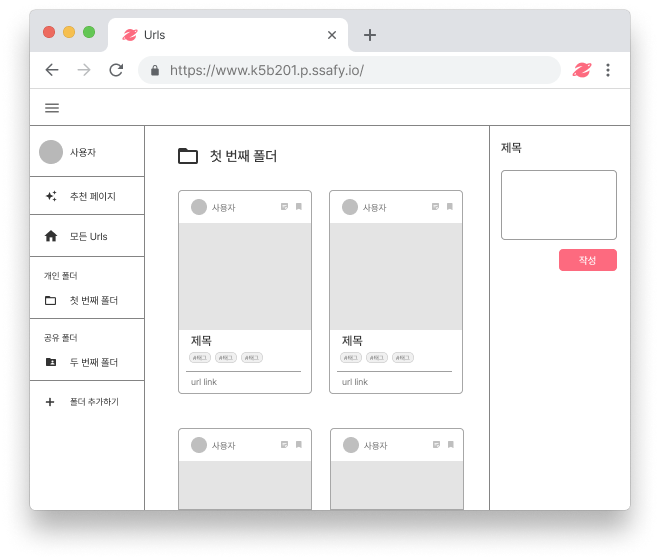 Urls
https://www.k5b201.p.ssafy.io/
사용자
추천 페이지
모든 Urls
개인 폴더
첫 번째 폴더
공유 폴더
두 번째 폴더
폴더 추가하기
첫 번째 폴더
사용자
제목
#태그 #태그 #태그
url link
사용자
제목
#태그 #태그 #태그
url link
사용자
사용자
제목
작성